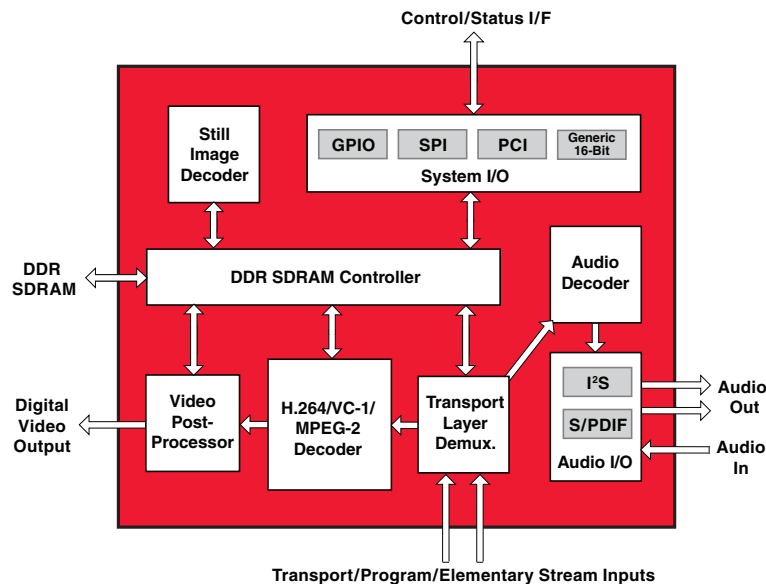 Control/Status I/F
Still
Image
Decoder
GPIO
SPI
PCI
Generic
16-Bit
System I/O
DDR
SDRAM
DDR SDRAM Controller
Audio
Decoder
Digital
Video
Output
Video
Post-
Processor
H.264/VC-1/
MPEG-2
Decoder
Transport
Layer
Demux.
I²S
S/PDIF
Audio I/O
Audio
Out
Audio
In
Transport/Program/Elementary Stream Inputs